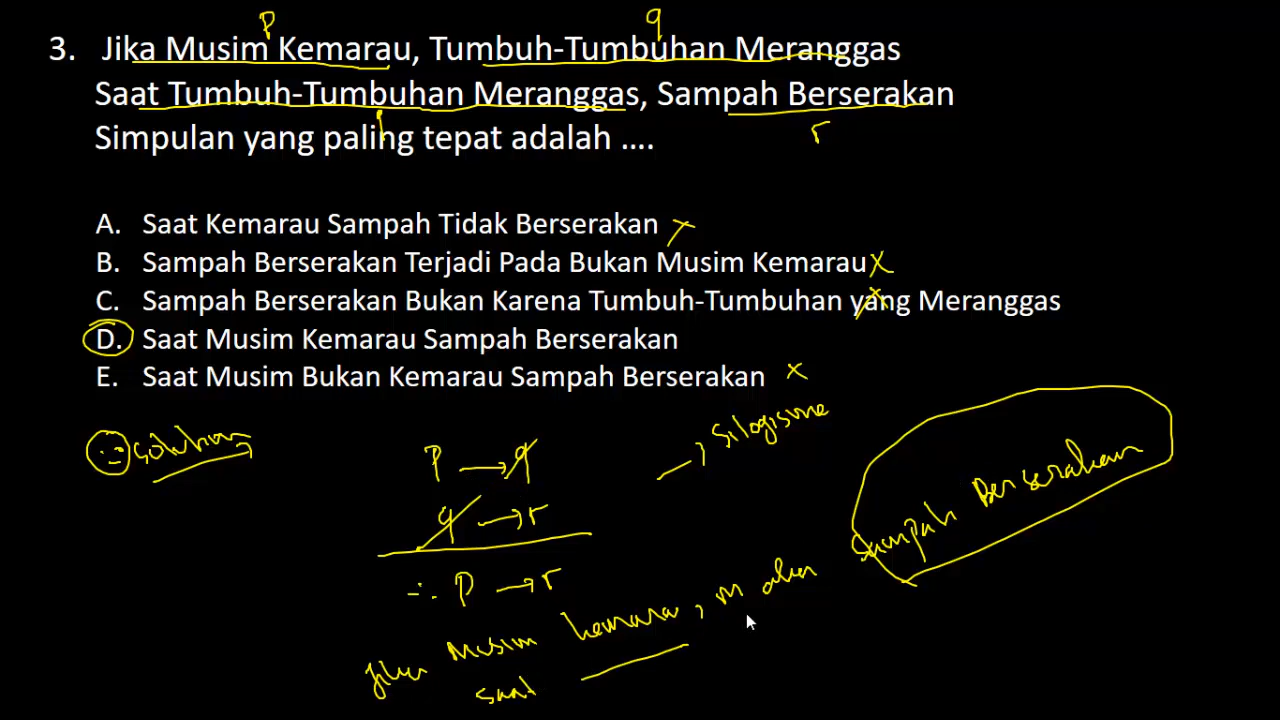 p q
3. Jika Musim Kemarau, Tumbuh-Tumbuhan Meranggas
Saat Tumbuh-Tumbuhan Meranggas, Sampah Berserakan
Simpulan yang paling tepat adalah ....
r
A. Saat Kemarau Sampah Tidak Berserakan
B. Sampah Berserakan Terjadi Pada Bukan Musim Kemarau
C. Sampah Berserakan Bukan Karena Tumbuh-Tumbuhan yang Meranggas
D. Saat Musim Kemarau Sampah Berserakan
E. Saat Musim Bukan Kemarau Sampah Berserakan
Silogisme
P → q
q → r
∴ P → r
Sampah Berserakan
Jika Musim kemarau,
saat